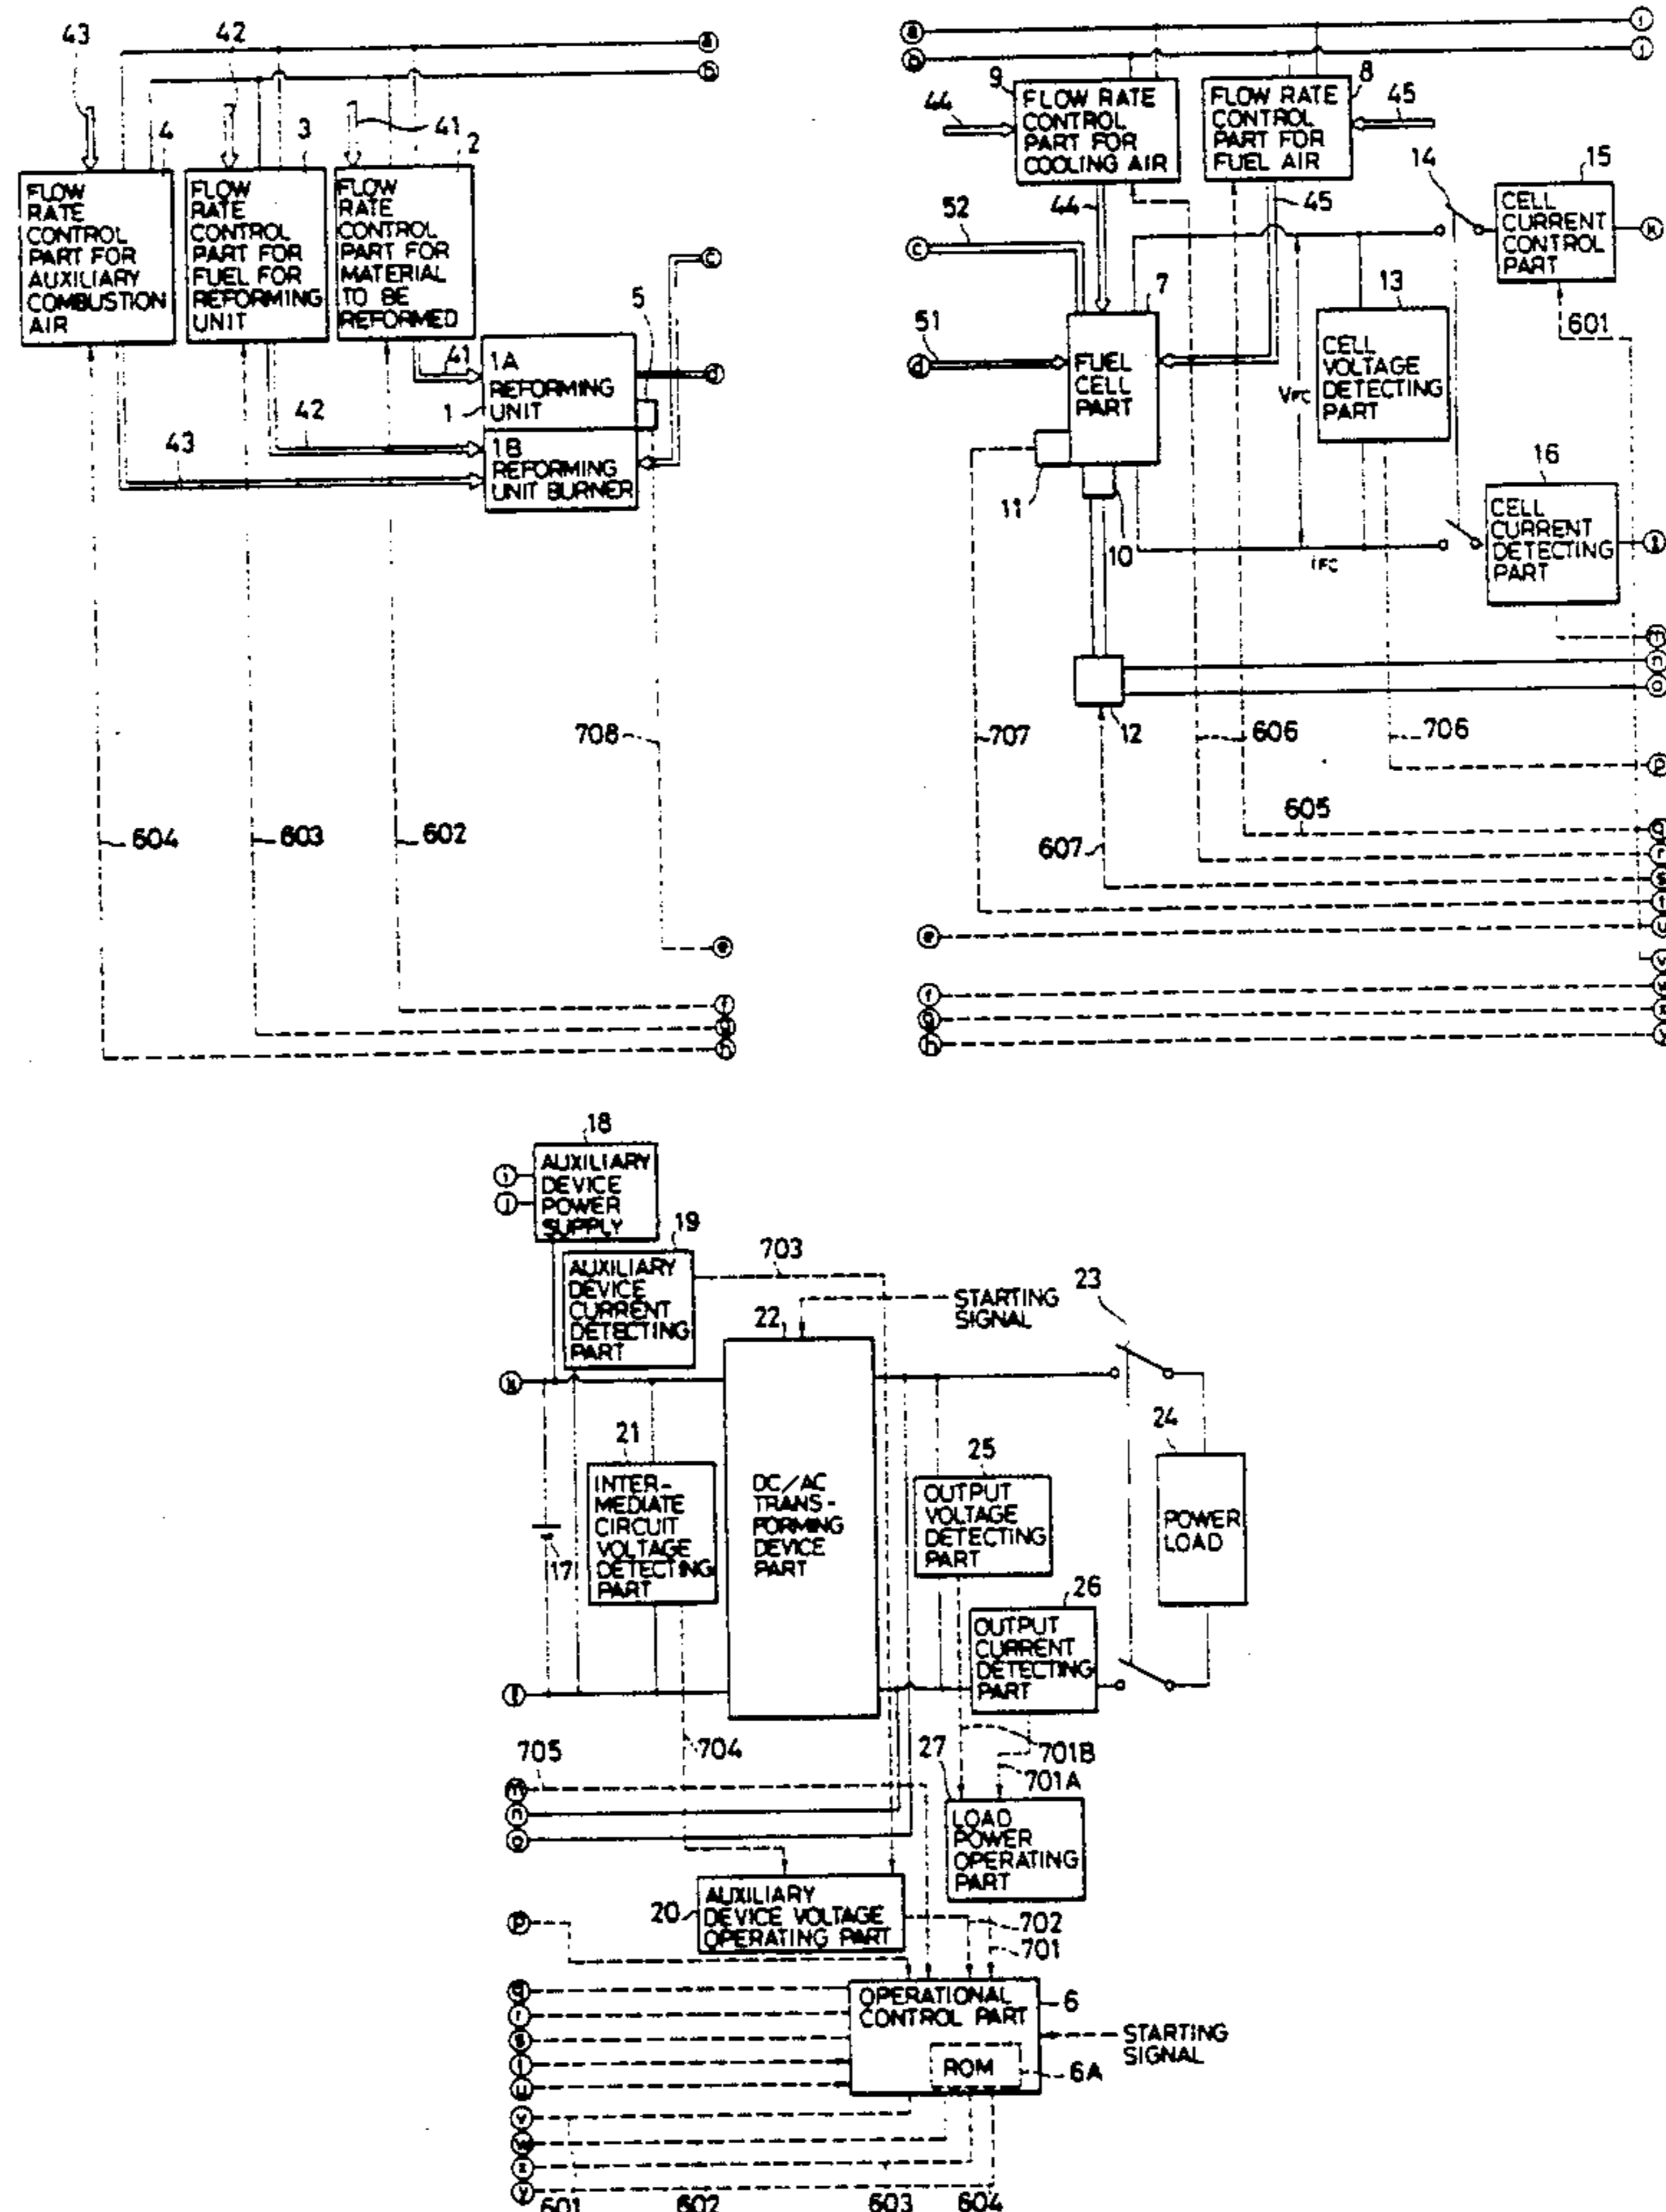 43
42
41
4
3
2
FLOW
RATE
CONTROL
PART FOR
AUXILIARY
COMBUSTION
AIR
FLOW
RATE
CONTROL
PART FOR
FUEL FOR
REFORMING
UNIT
FLOW
RATE
CONTROL
PART FOR
MATERIAL
TO BE
REFORMED
a
b
c
d
5
41
42
43
1A
REFORMING
UNIT
1
1B
REFORMING
UNIT BURNER
708
604
603
602
e
f
g
h
a
b
i
j
9
8
44
45
FLOW RATE
CONTROL
PART FOR
COOLING AIR
FLOW RATE
CONTROL
PART FOR
FUEL AIR
44
45
14
15
CELL
CURRENT
CONTROL
PART
k
52
c
51
d
7
FUEL
CELL
PART
VFC
13
CELL
VOLTAGE
DETECTING
PART
601
16
CELL
CURRENT
DETECTING
PART
l
11
10
IFC
m
n
o
12
707
606
706
p
605
607
q
r
s
e
f
g
h
18
AUXILIARY
DEVICE
POWER
SUPPLY
i
j
19
AUXILIARY
DEVICE
CURRENT
DETECTING
PART
703
STARTING
SIGNAL
22
23
k
21
INTER-
MEDIATE
CIRCUIT
VOLTAGE
DETECTING
PART
17
DC/AC
TRANS-
FORMING
DEVICE
PART
25
OUTPUT
VOLTAGE
DETECTING
PART
24
POWER
LOAD
26
OUTPUT
CURRENT
DETECTING
PART
l
705
704
27
701B
701A
m
n
o
LOAD
POWER
OPERATING
PART
20
AUXILIARY
DEVICE VOLTAGE
OPERATING PART
702
701
p
q
r
s
t
u
v
w
x
y
OPERATIONAL
CONTROL PART
6
STARTING
SIGNAL
ROM
6A
601
602
603
604